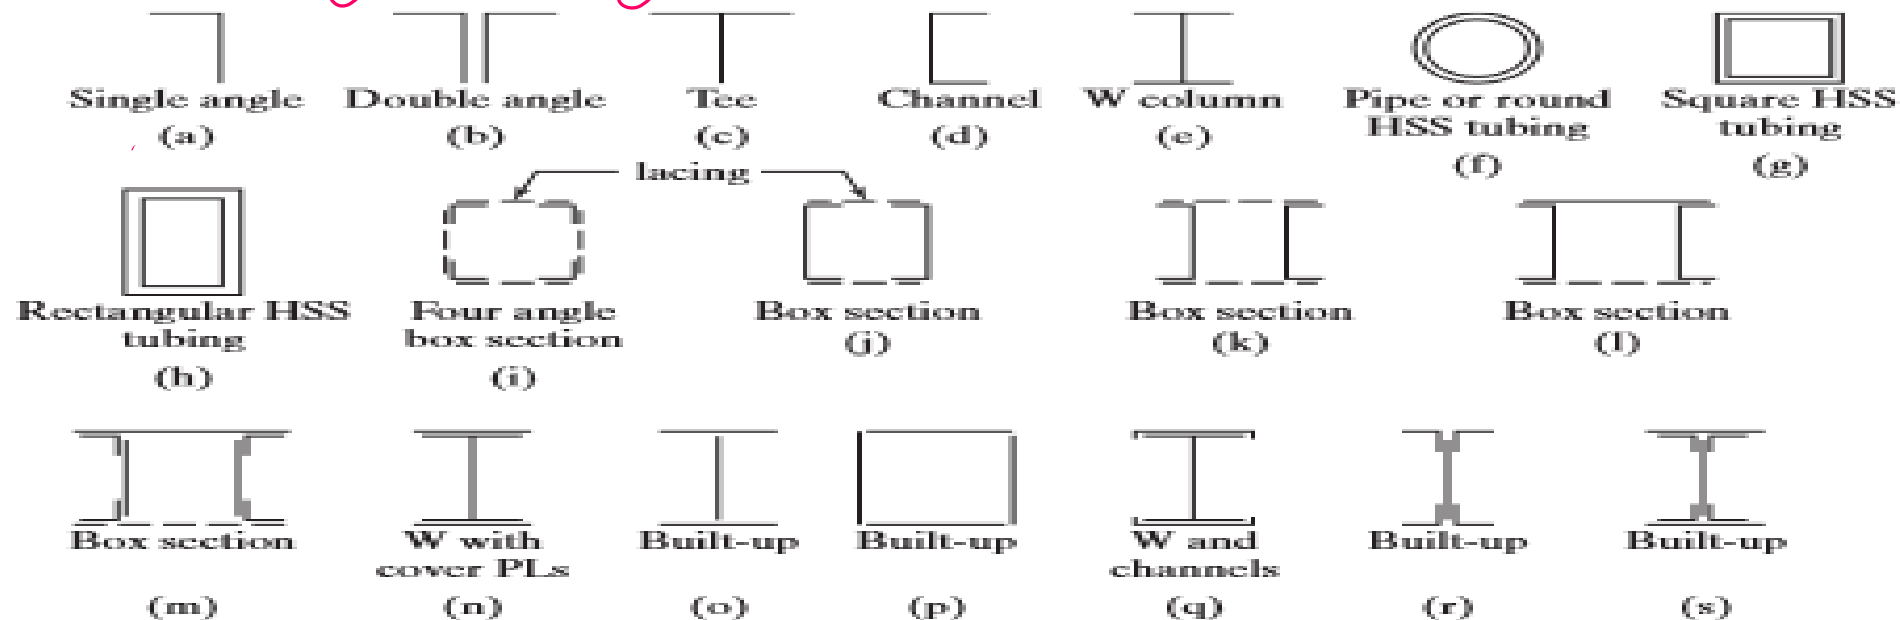 Single angle Double angle Tee Channel W column Pipe or round Square HSS
HSS tubing tubing
(a) (b) (c) (d) (e)
(f) (g)
lacing
Rectangular HSS Four angle Box section Box section Box section
tubing box section (j) (k) (l)
(h) (i)
Box section W with Built-up Built-up W and Built-up Built-up
cover PLs channels
(m) (n) (o) (p) (q) (r) (s)